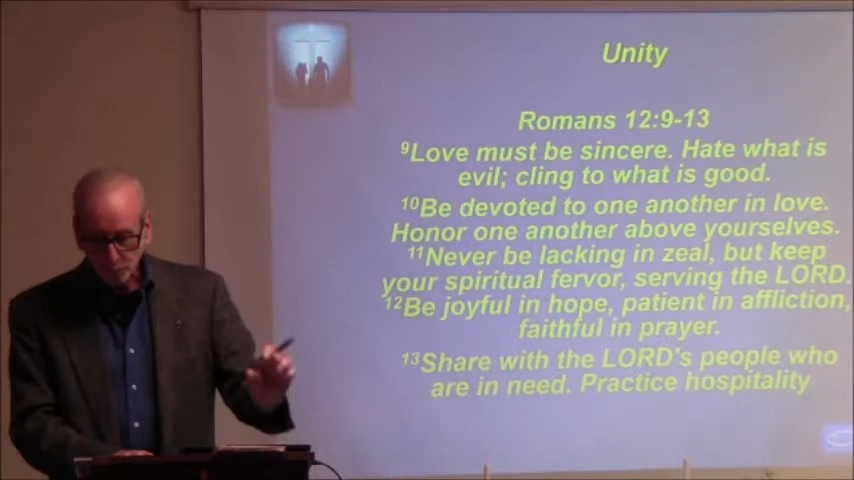 Unity
Romans 12:9-13
⁹Love must be sincere. Hate what is
evil; cling to what is good.
¹⁰Be devoted to one another in love.
Honor one another above yourselves.
¹¹Never be lacking in zeal, but keep
your spiritual fervor, serving the LORD.
¹²Be joyful in hope, patient in affliction,
faithful in prayer.
¹³Share with the LORD's people who
are in need. Practice hospitality